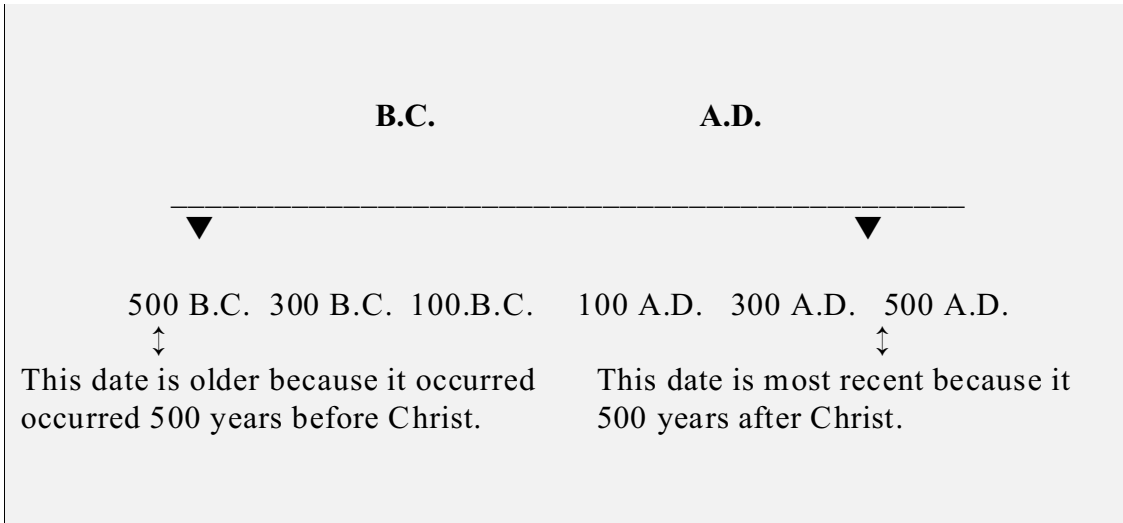 B.C. A.D.
______________________________________________
500 B.C. 300 B.C. 100.B.C. 100 A.D. 300 A.D. 500 A.D.
This date is older because it occurred This date is most recent because it
occurred 500 years before Christ. 500 years after Christ.